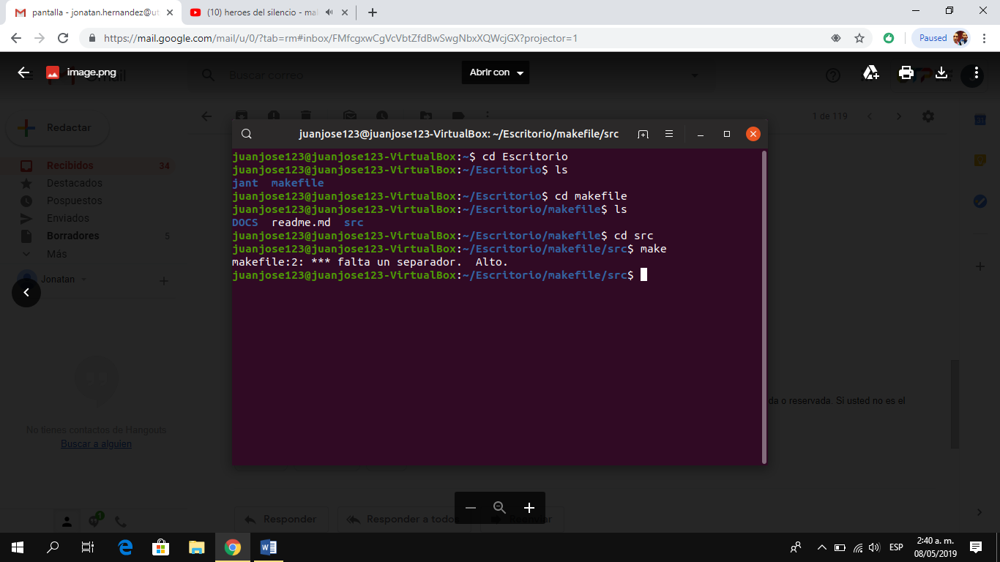 pantalla - jonatan.hernandez@ut
(10) heroes del silencio - mal
https://mail.google.com/mail/u/0/?tab=rm#inbox/FMfcgxwCgVcVbtZfdBwSwgNbxXQWcjGX?projector=1
Paused
image.png
Buscar correo
Abrir con
Redactar
1 de 119
Recibidos 34
Destacados
Pospuestos
Enviados
Borradores 5
Más
Jonatan
No tienes contactos de Hangouts
Buscar a alguien
juanjose123@juanjose123-VirtualBox: ~/Escritorio/makefile/src
juanjose123@juanjose123-VirtualBox:~$ cd Escritorio
juanjose123@juanjose123-VirtualBox:~/Escritorio$ ls
jant  makefile
juanjose123@juanjose123-VirtualBox:~/Escritorio$ cd makefile
juanjose123@juanjose123-VirtualBox:~/Escritorio/makefile$ ls
DOCS  readme.md  src
juanjose123@juanjose123-VirtualBox:~/Escritorio/makefile$ cd src
juanjose123@juanjose123-VirtualBox:~/Escritorio/makefile/src$ make
makefile:2: *** falta un separador.  Alto.
juanjose123@juanjose123-VirtualBox:~/Escritorio/makefile/src$
da o reservada. Si usted no es el
Responder
Responder a todos
Reenviar
1
ESP
2:40 a. m.
08/05/2019